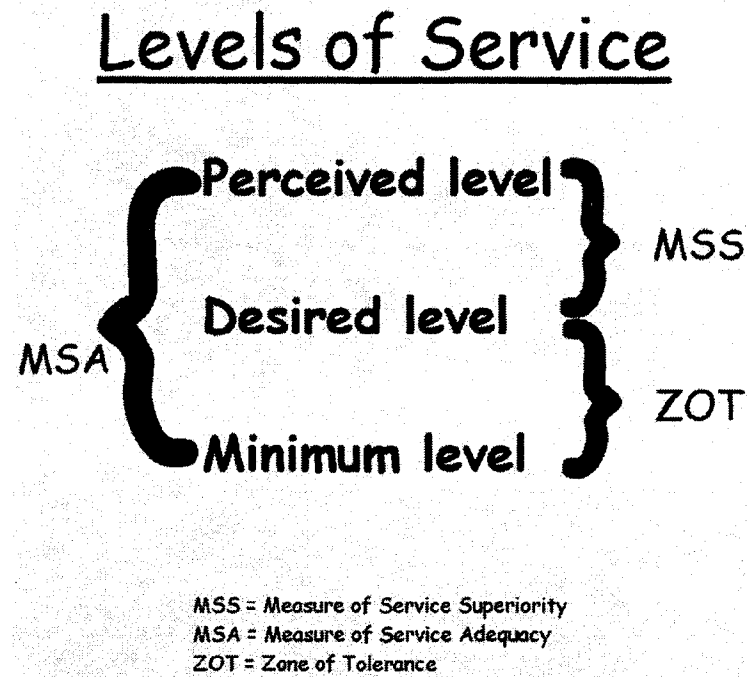 Levels of Service
Perceived level
MSS
Desired level
MSA
ZOT
Minimum level
MSS = Measure of Service Superiority
MSA = Measure of Service Adequacy
ZOT = Zone of Tolerance